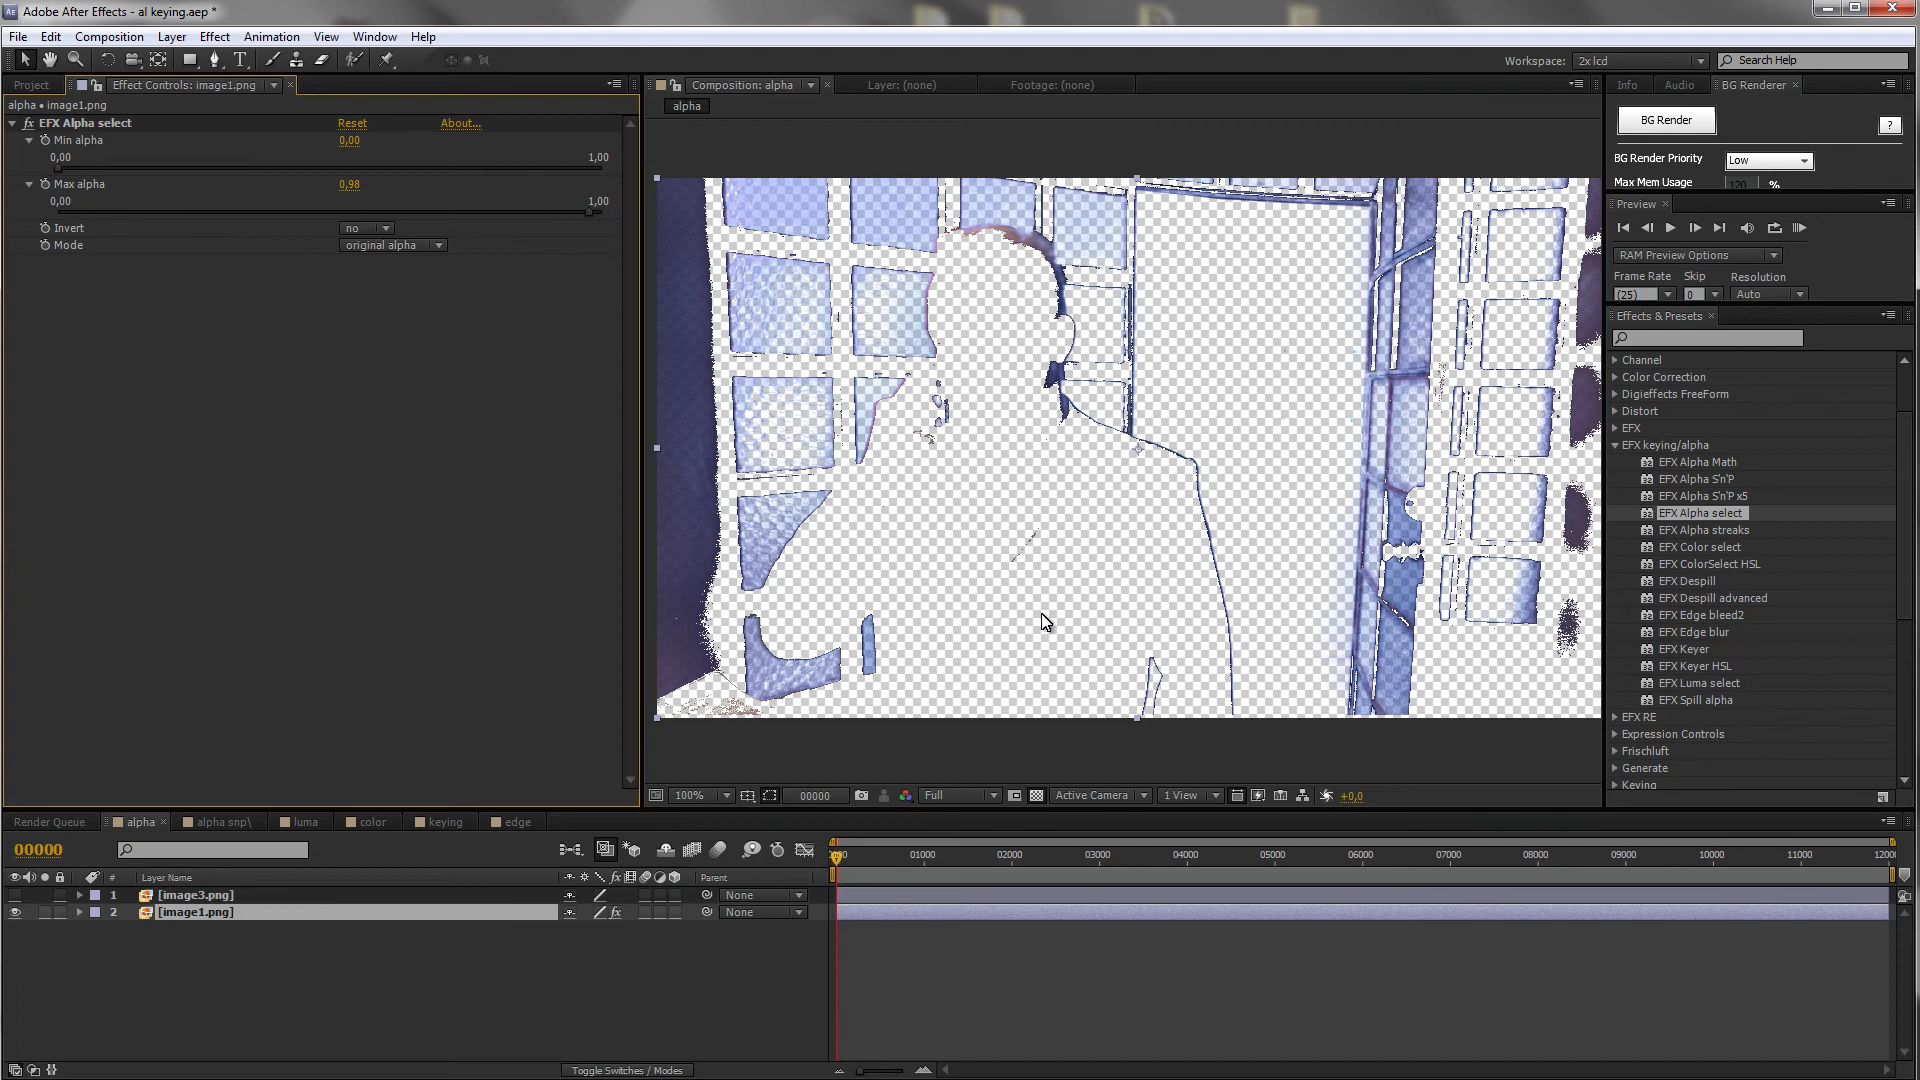 Adobe After Effects - al keying.aep *
File Edit Composition Layer Effect Animation View Window Help
Workspace: 2x lcd Search Help
Project Effect Controls: image1.png Composition: alpha Layer: (none) Footage: (none) Info Audio BG Renderer
alpha • image1.png
alpha
BG Render ?
BG Render Priority Low
Max Mem Usage 120 %
fx EFX Alpha select Reset About...
Min alpha 0,00
0,00 1,00
Max alpha 0,98
0,00 1,00
Invert no
Mode original alpha
Preview
RAM Preview Options
Frame Rate Skip Resolution
(25) 0 Auto
Effects & Presets
Channel
Color Correction
Digieffects FreeForm
Distort
EFX
EFX keying/alpha
EFX Alpha Math
EFX Alpha S'n'P
EFX Alpha S'n'P x5
EFX Alpha select
EFX Alpha streaks
EFX Color select
EFX ColorSelect HSL
EFX Despill
EFX Despill advanced
EFX Edge bleed2
EFX Edge blur
EFX Keyer
EFX Keyer HSL
EFX Luma select
EFX Spill alpha
EFX RE
Expression Controls
Frischluft
Generate
Keying
100% 00000 Full Active Camera 1 View +0,0
Render Queue alpha alpha snp\ luma color keying edge
00000
01000 02000 03000 04000 05000 06000 07000 08000 09000 10000 11000 1200
# Layer Name fx Parent
1 [image3.png] None
2 [image1.png] fx None
Toggle Switches / Modes